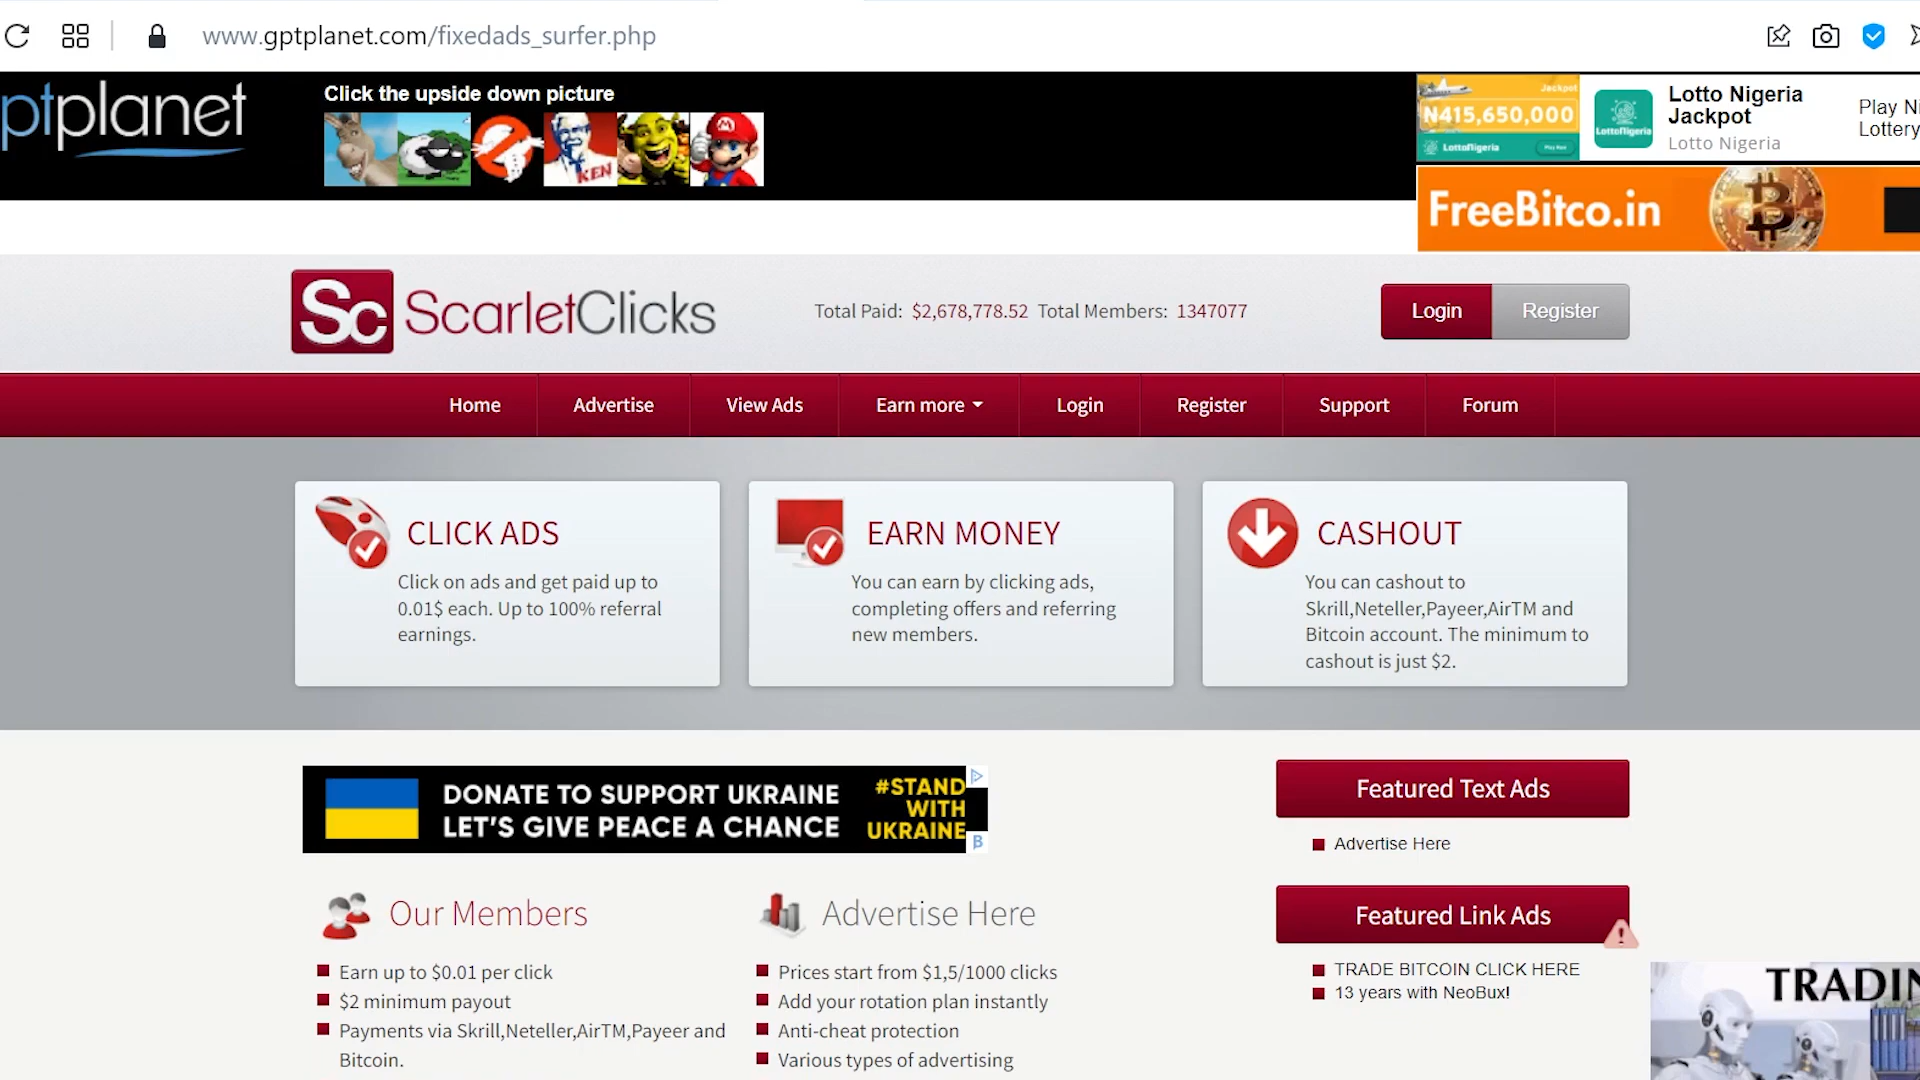 www.gptplanet.com/fixedads_surfer.php
ptplanet
Click the upside down picture
KEN
Jackpot
₦415,650,000
LottoNigeria
Play Now
LottoNigeria
Lotto Nigeria
Jackpot
Lotto Nigeria
Play Ni
Lottery
FreeBitco.in
Sc ScarletClicks
Total Paid: $2,678,778.52 Total Members: 1347077
Login
Register
Home
Advertise
View Ads
Earn more
Login
Register
Support
Forum
CLICK ADS
Click on ads and get paid up to
0.01$ each. Up to 100% referral
earnings.
EARN MONEY
You can earn by clicking ads,
completing offers and referring
new members.
CASHOUT
You can cashout to
Skrill,Neteller,Payeer,AirTM and
Bitcoin account. The minimum to
cashout is just $2.
DONATE TO SUPPORT UKRAINE
LET'S GIVE PEACE A CHANCE
#STAND
WITH
UKRAINE
B
Featured Text Ads
Advertise Here
Our Members
Earn up to $0.01 per click
$2 minimum payout
Payments via Skrill,Neteller,AirTM,Payeer and
Bitcoin.
Advertise Here
Prices start from $1,5/1000 clicks
Add your rotation plan instantly
Anti-cheat protection
Various types of advertising
Featured Link Ads
TRADE BITCOIN CLICK HERE
13 years with NeoBux!
TRADIN